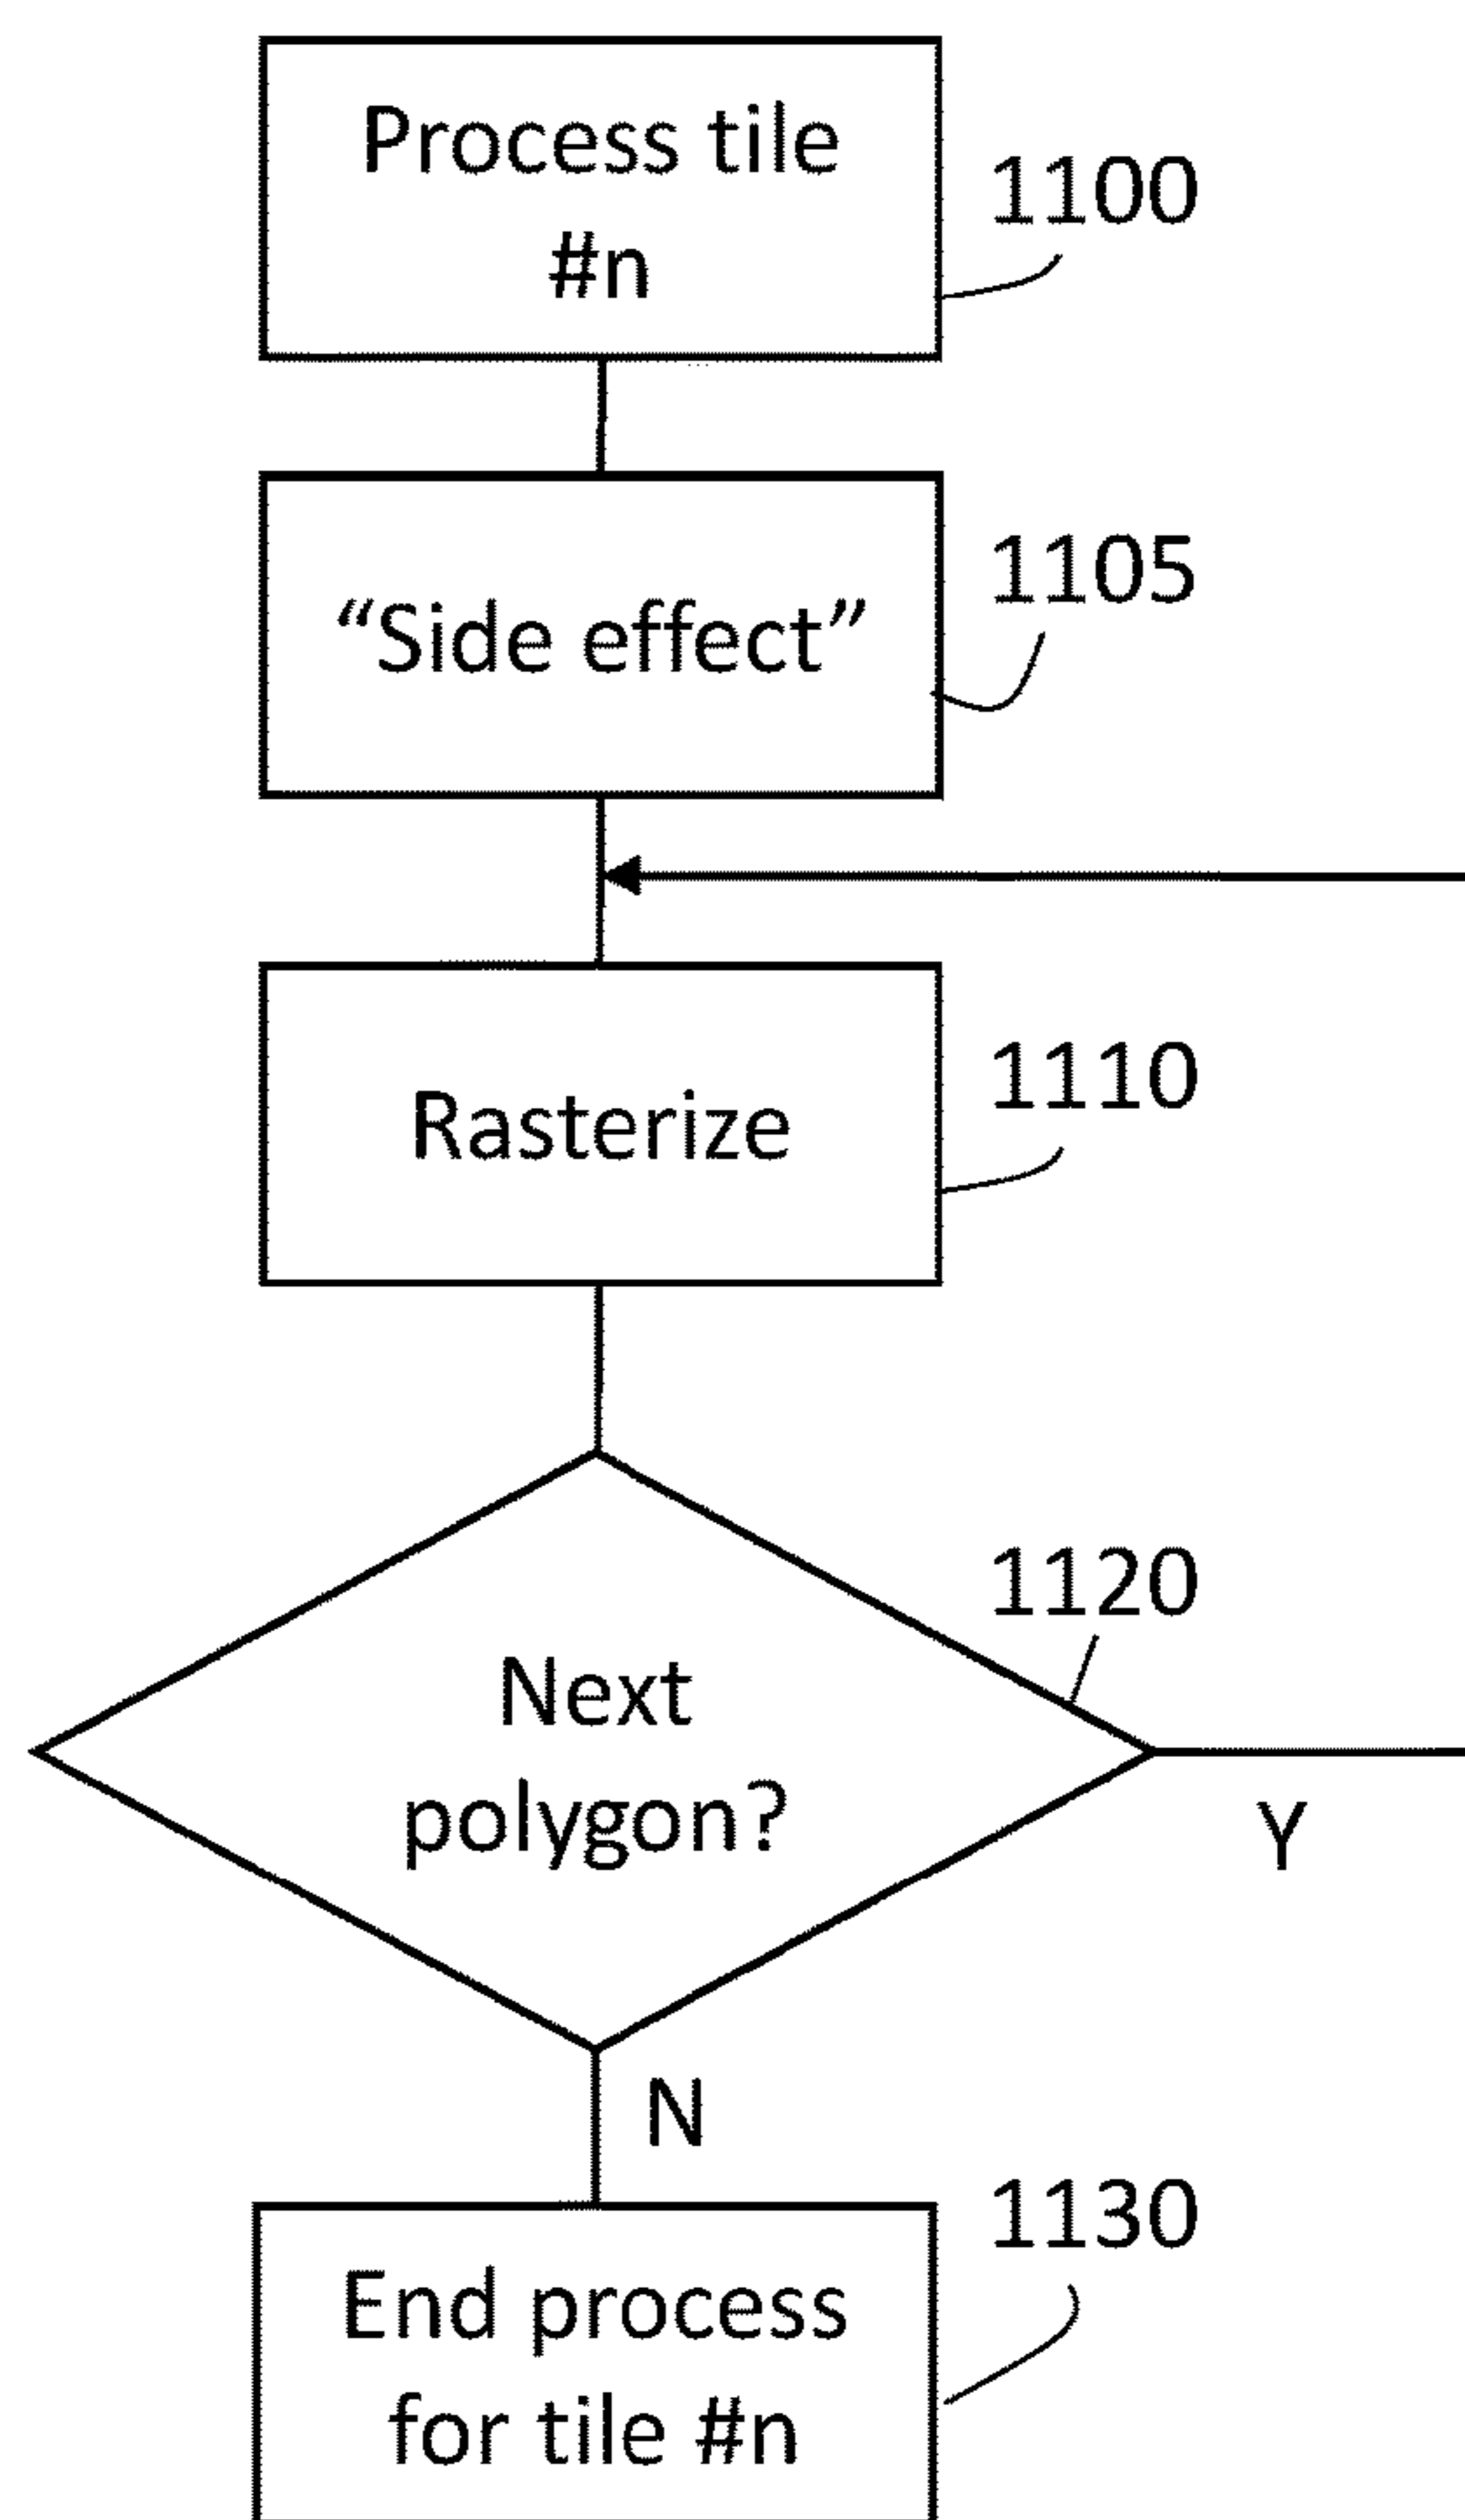 Process tile
#n
1100
“Side effect”
1105
Rasterize
1110
Next
polygon?
1120
Y
N
End process
for tile #n
1130